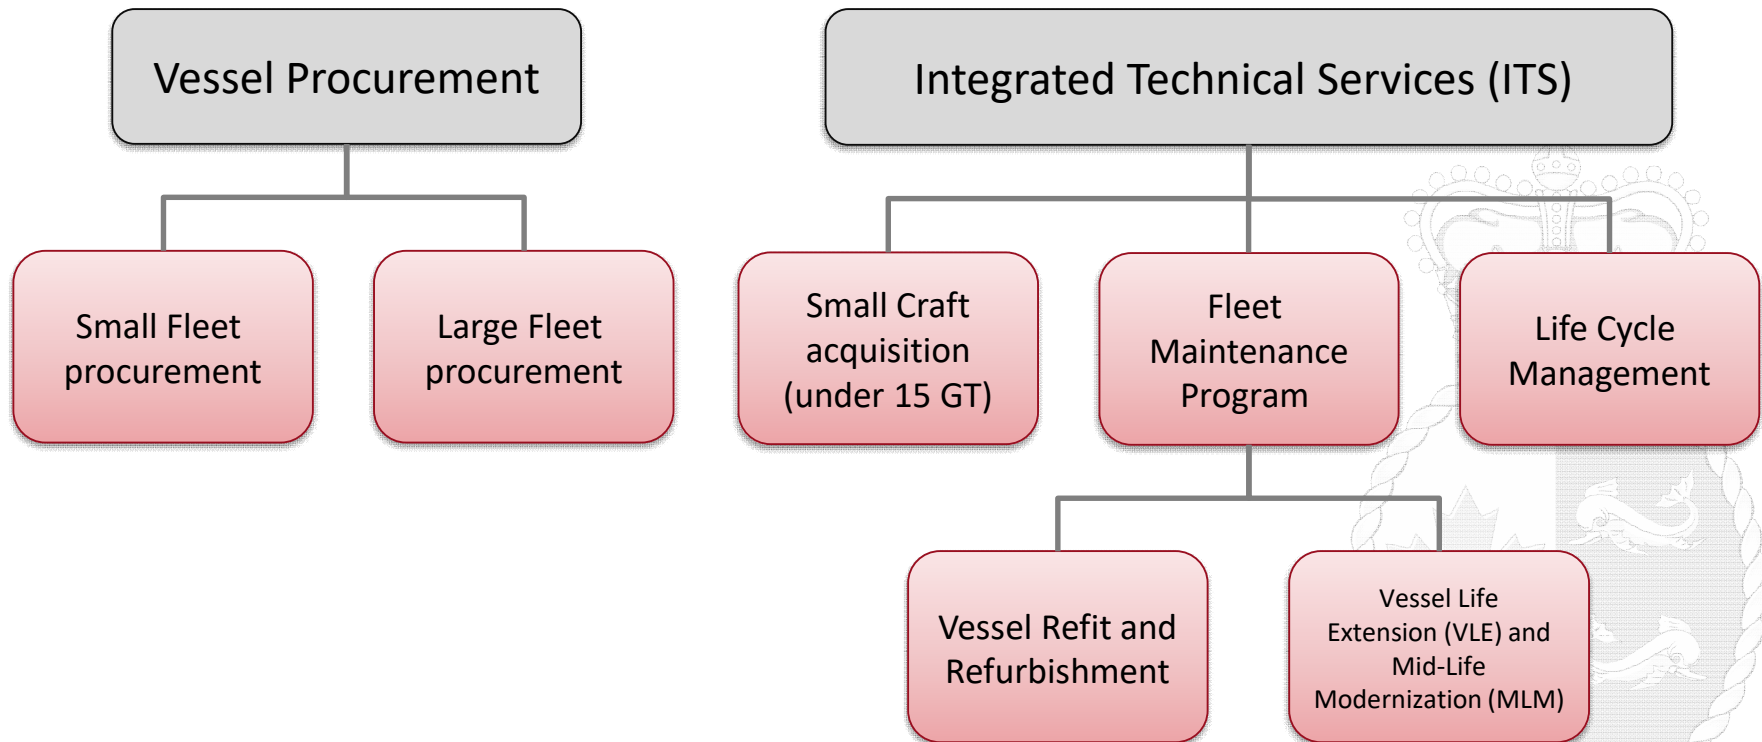 Vessel Procurement
Integrated Technical Services (ITS)
Small Fleet
procurement
Large Fleet
procurement
Small Craft
acquisition
(under 15 GT)
Fleet
Maintenance
Program
Life Cycle
Management
Vessel Refit and
Refurbishment
Vessel Life
Extension (VLE) and
Mid-Life
Modernization (MLM)